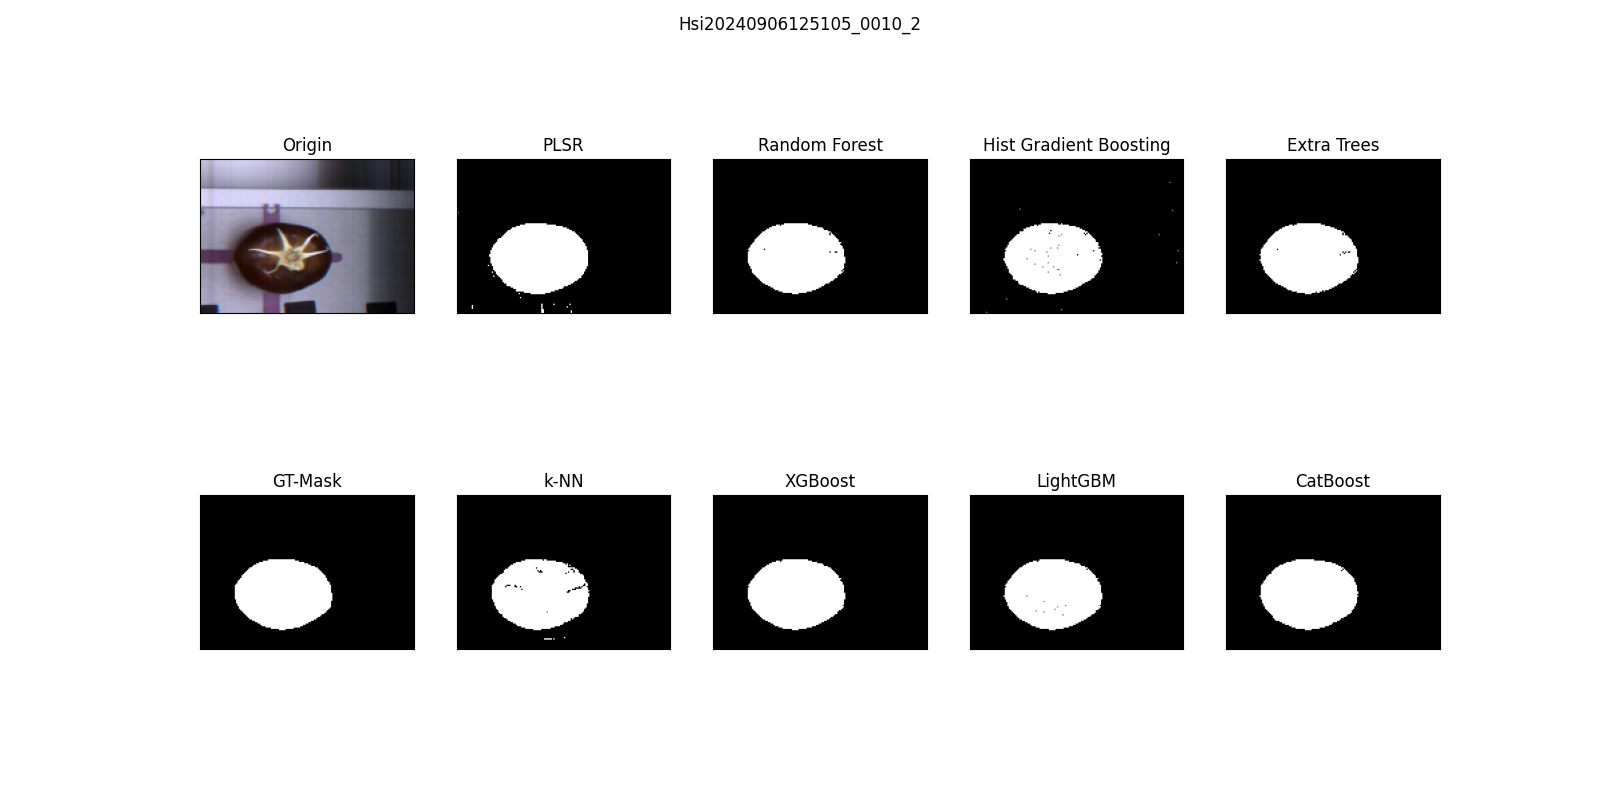 Hsi20240906125105_0010_2
Origin
PLSR
Random Forest
Hist Gradient Boosting
Extra Trees
GT-Mask
k-NN
XGBoost
LightGBM
CatBoost